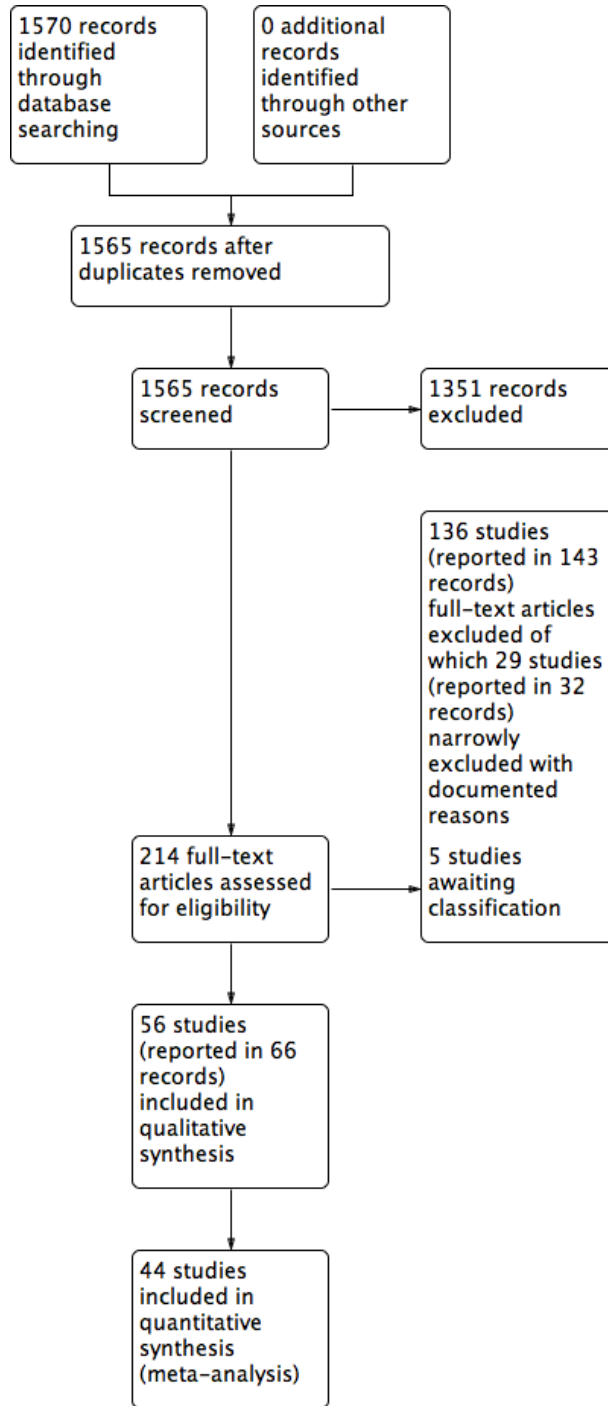 1570 records
identified
through
database
searching
0 additional
records
identified
through other
sources
1565 records after
duplicates removed
1565 records
screened
1351 records
excluded
136 studies
(reported in 143
records)
full-text articles
excluded of
which 29 studies
(reported in 32
records)
narrowly
excluded with
documented
reasons
5 studies
awaiting
classification
214 full-text
articles assessed
for eligibility
56 studies
(reported in 66
records)
included in
qualitative
synthesis
44 studies
included in
quantitative
synthesis
(meta-analysis)